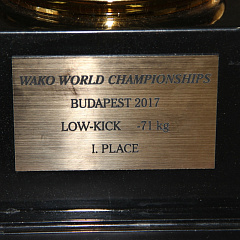 WAKO WORLD CHAMPIONSHIPS
BUDAPEST 2017
LOW-KICK -71 kg
I. PLACE